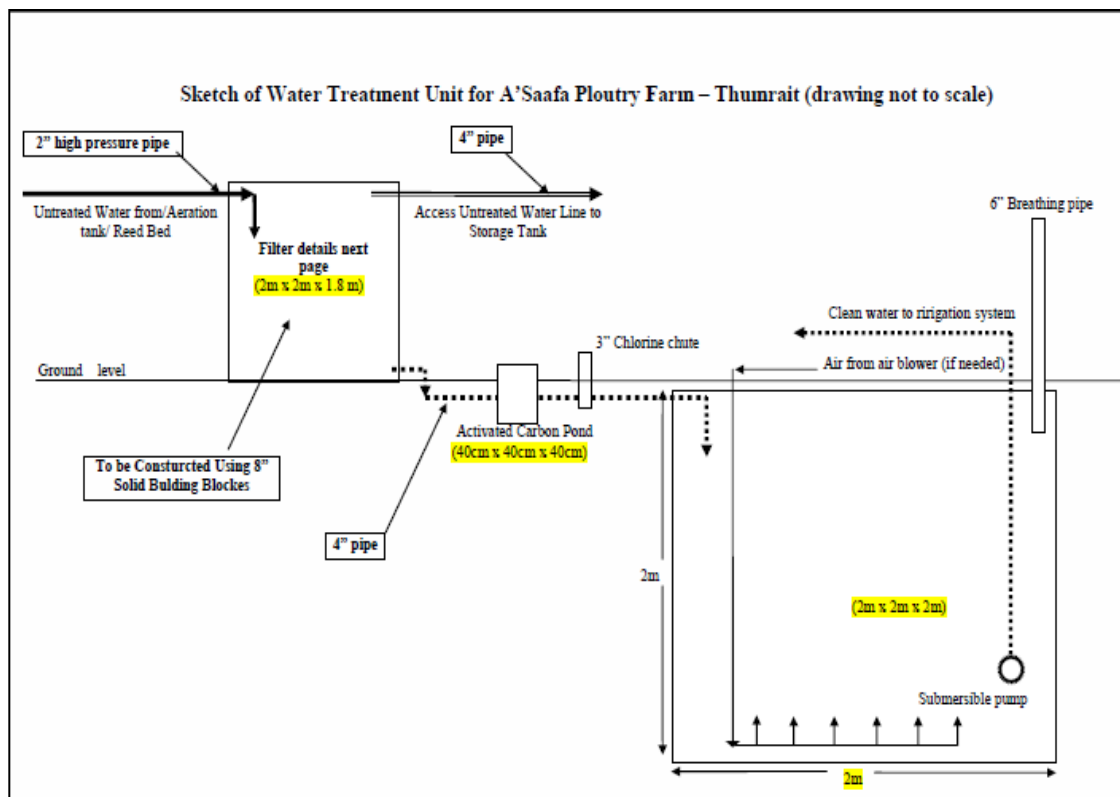 Sketch of Water Treatment Unit for A'Saafa Ploutry Farm – Thumrait (drawing not to scale)
2" high pressure pipe
4" pipe
Untreated Water from/Aeration
tank/ Reed Bed
Access Untreated Water Line to
Storage Tank
6" Breathing pipe
Filter details next
page
(2m x 2m x 1.8 m)
Clean water to ririgation system
3" Chlorine chute
Ground level
Air from air blower (if needed)
Activated Carbon Pond
(40cm x 40cm x 40cm)
To be Consturcted Using 8"
Solid Bulding Blockes
4" pipe
2m
(2m x 2m x 2m)
Submersible pump
2m